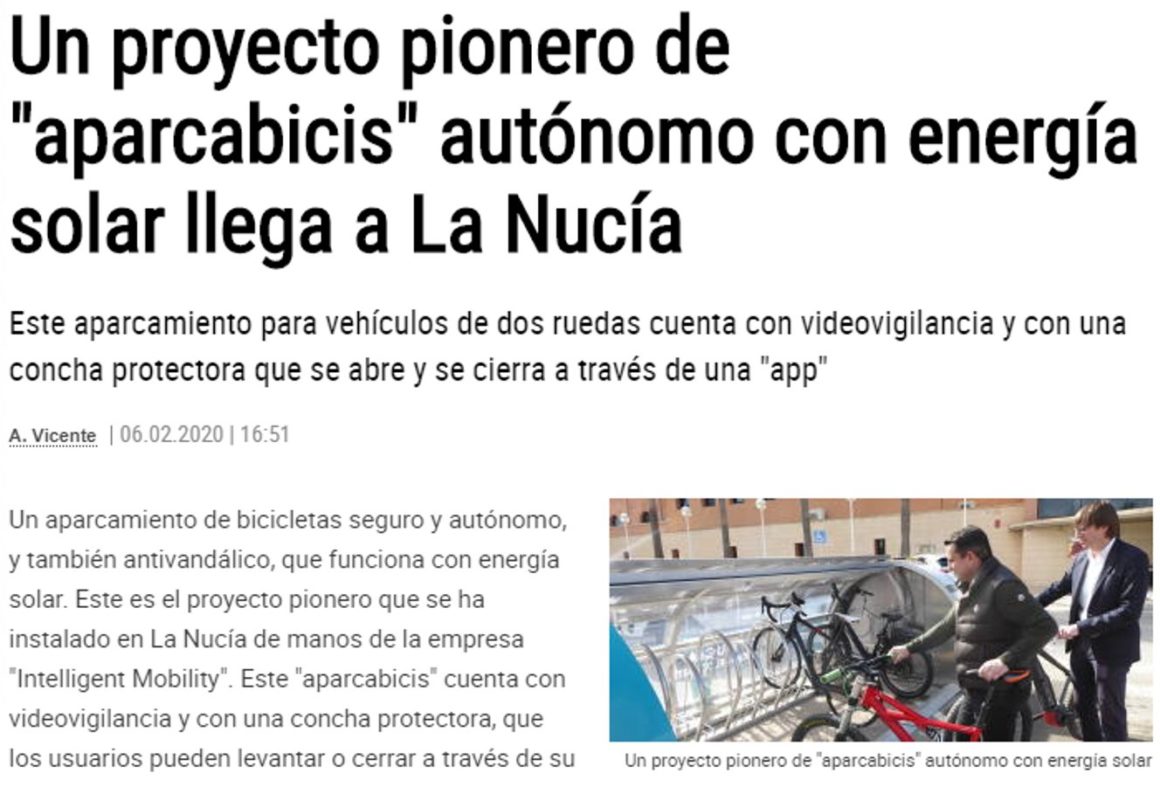 Un proyecto pionero de
"aparcabicis" autónomo con energía
solar llega a La Nucía
Este aparcamiento para vehículos de dos ruedas cuenta con videovigilancia y con una
concha protectora que se abre y se cierra a través de una "app"
A. Vicente | 06.02.2020 | 16:51
Un aparcamiento de bicicletas seguro y autónomo,
y también antivandálico, que funciona con energía
solar. Este es el proyecto pionero que se ha
instalado en La Nucía de manos de la empresa
"Intelligent Mobility". Este "aparcabicis" cuenta con
videovigilancia y con una concha protectora, que
los usuarios pueden levantar o cerrar a través de su
Un proyecto pionero de "aparcabicis" autónomo con energía solar